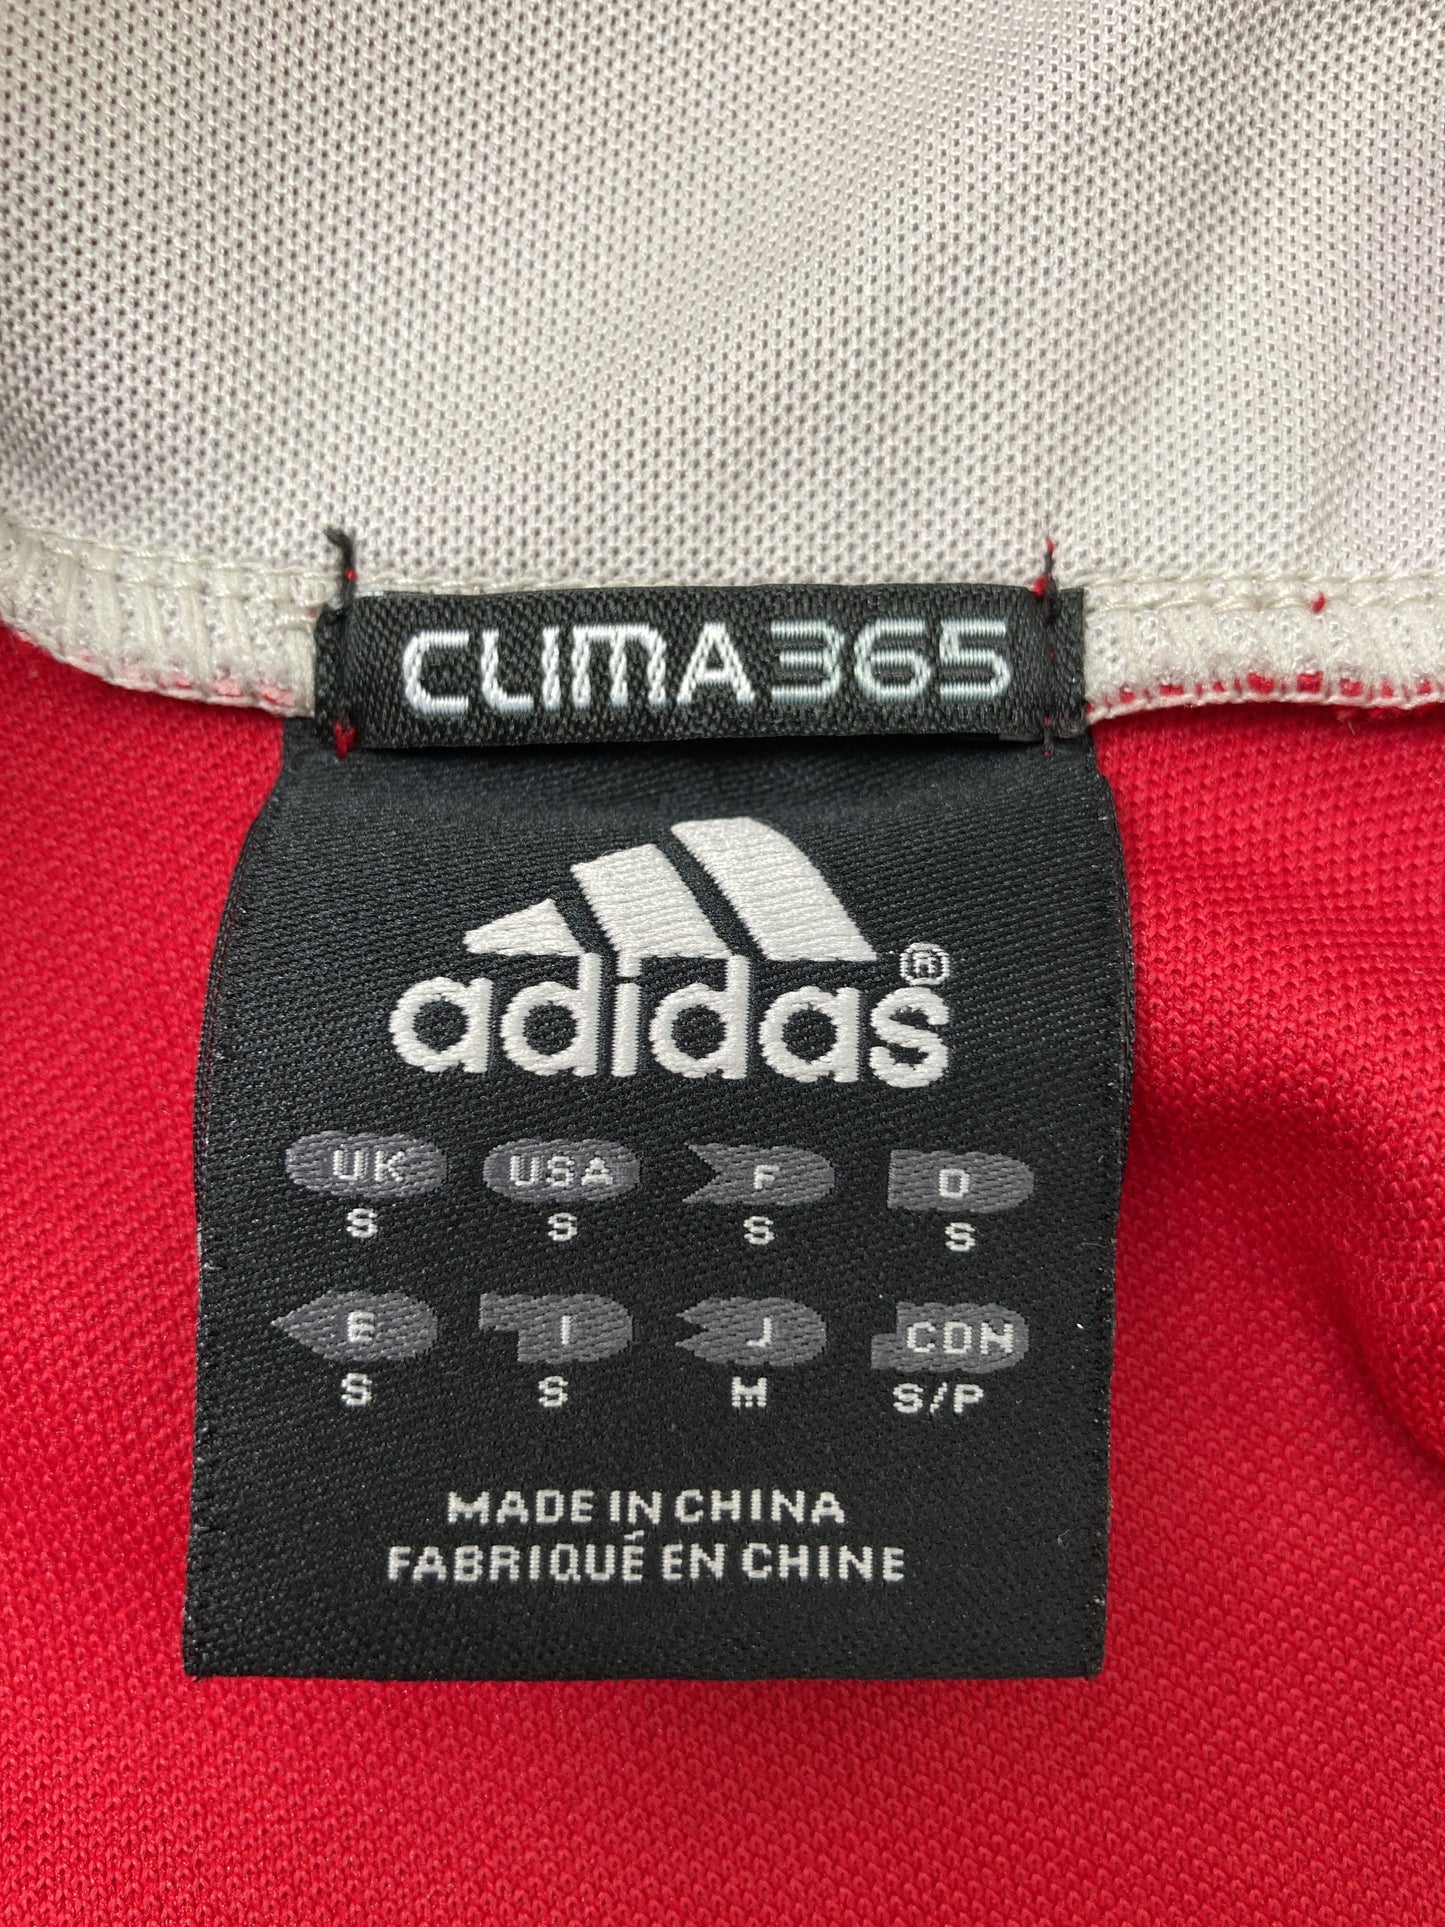 CLIMA365
adidas®
UK USA F D
S S S S
E I J CDN
S S M S/P
MADE IN CHINA
FABRIQUÉ EN CHINE